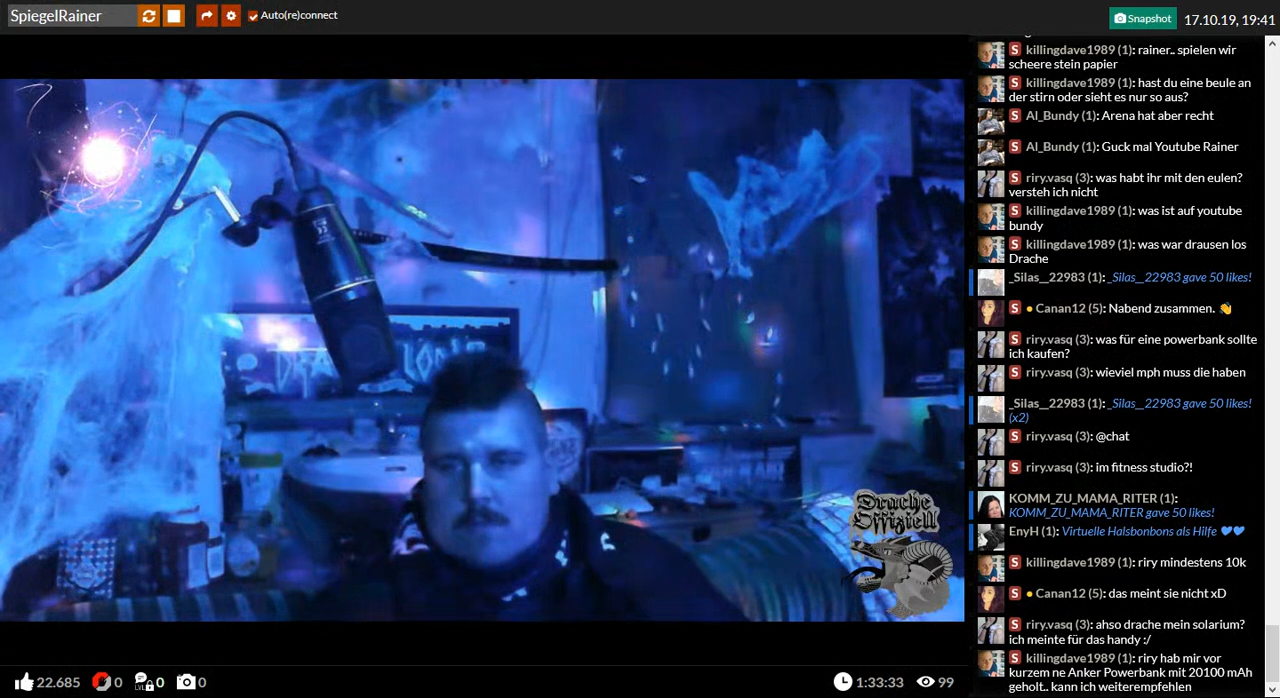 SpiegelRainer
Auto(re)connect
Snapshot
17.10.19, 19:41
S killingdave1989 (1): rainer.. spielen wir
scheere stein papier
S killingdave1989 (1): hast du eine beule an
der stirn oder sieht es nur so aus?
S Al_Bundy (1): Arena hat aber recht
S Al_Bundy (1): Guck mal Youtube Rainer
S riry.vasq (3): was habt ihr mit den eulen?
versteh ich nicht
S killingdave1989 (1): was ist auf youtube
bundy
S killingdave1989 (1): was war drausen los
Drache
_Silas__22983 (1): _Silas__22983 gave 50 likes!
S Canan12 (5): Nabend zusammen. 👋
S riry.vasq (3): was für eine powerbank sollte
ich kaufen?
S riry.vasq (3): wieviel mph muss die haben
_Silas__22983 (1): _Silas__22983 gave 50 likes!
(x2)
S riry.vasq (3): @chat
S riry.vasq (3): im fitness studio?!
KOMM_ZU_MAMA_RITER (1):
KOMM_ZU_MAMA_RITER gave 50 likes!
EnyH (1): Virtuelle Halsbonbons als Hilfe 💙💙
S killingdave1989 (1): riry mindestens 10k
S Canan12 (5): das meint sie nicht xD
S riry.vasq (3): ahso drache mein solarium?
ich meinte für das handy :/
S killingdave1989 (1): riry hab mir vor
kurzem ne Anker Powerbank mit 20100 mAh
geholt.. kann ich weiterempfehlen
Drache
Offiziell
22.685
0
LVL 0
0
1:33:33
99